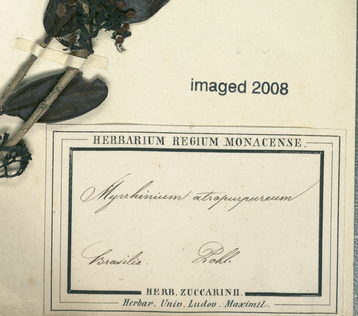 imaged 2008
HERBARIUM REGIUM MONACENSE.
Myrrhinium atropurpureum
Brasilia. Pohl.
HERB. ZUCCARINII.
Herbar. Univ. Ludov. Maximil.